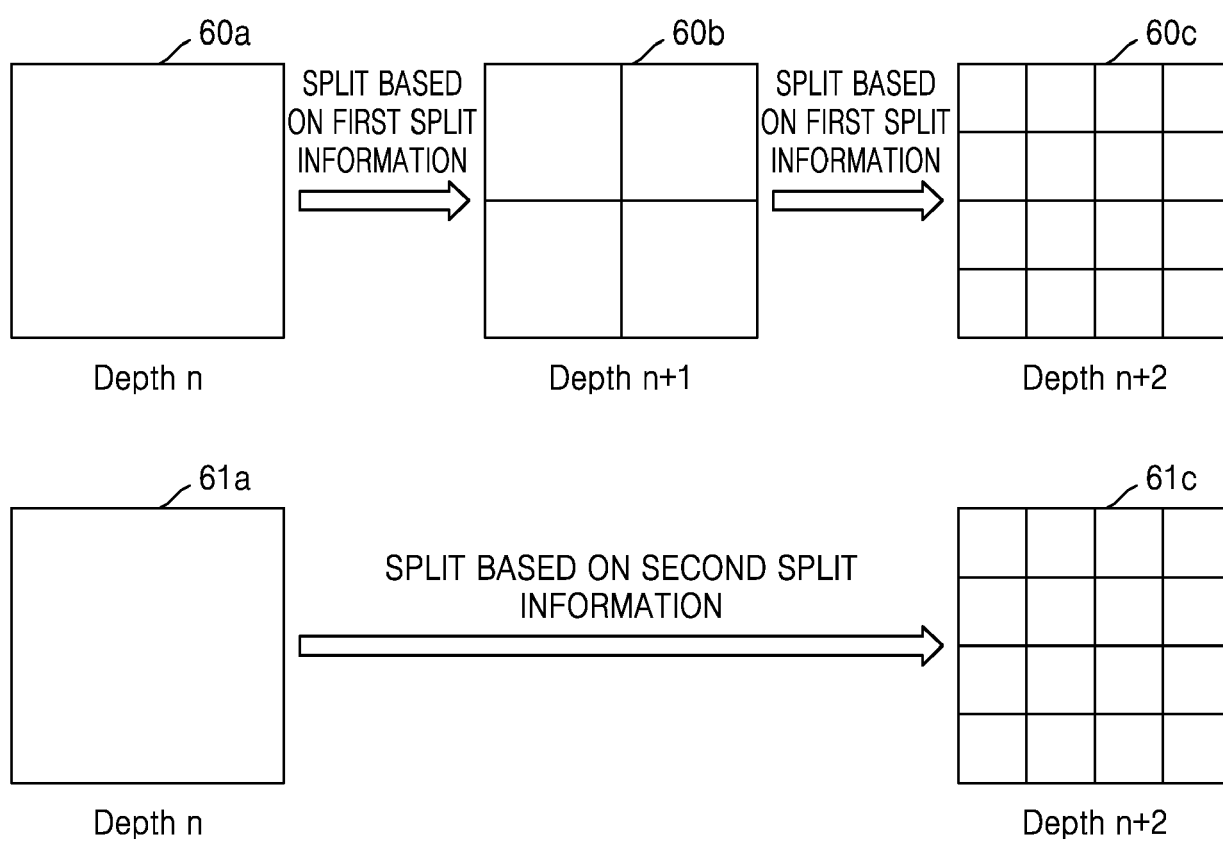 60a
60b
60c
SPLIT BASED
ON FIRST SPLIT
INFORMATION
SPLIT BASED
ON FIRST SPLIT
INFORMATION
Depth n
Depth n+1
Depth n+2
61a
61c
SPLIT BASED ON SECOND SPLIT
INFORMATION
Depth n
Depth n+2